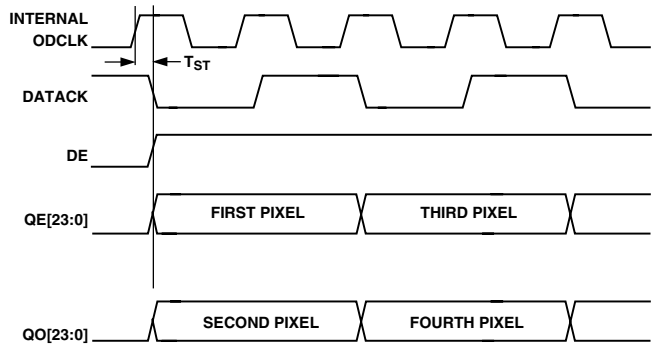 INTERNAL
ODCLK
TST
DATACK
DE
QE[23:0]
FIRST PIXEL
THIRD PIXEL
QO[23:0]
SECOND PIXEL
FOURTH PIXEL